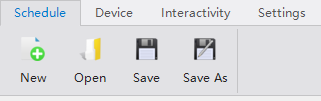 Schedule Device Interactivity Settings
New Open Save Save As